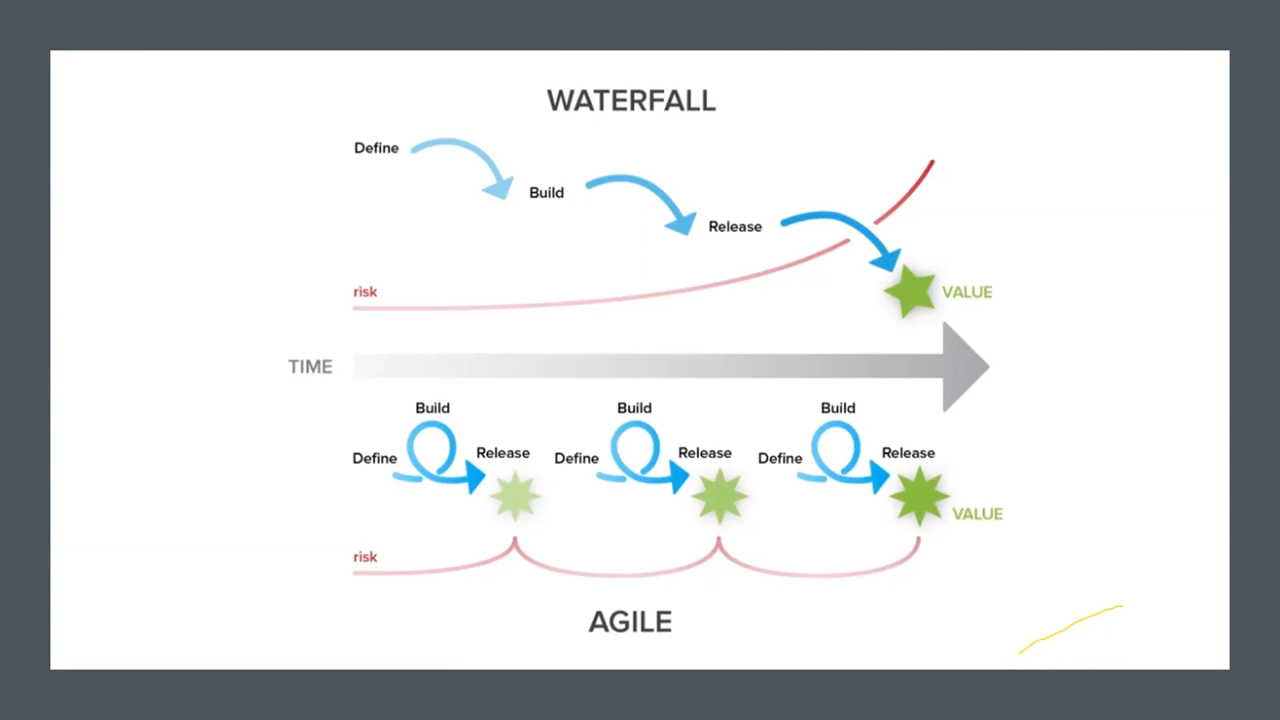 WATERFALL
Define
Build
Release
risk
VALUE
TIME
Build
Build
Build
Define
Release
Define
Release
Define
Release
VALUE
risk
AGILE